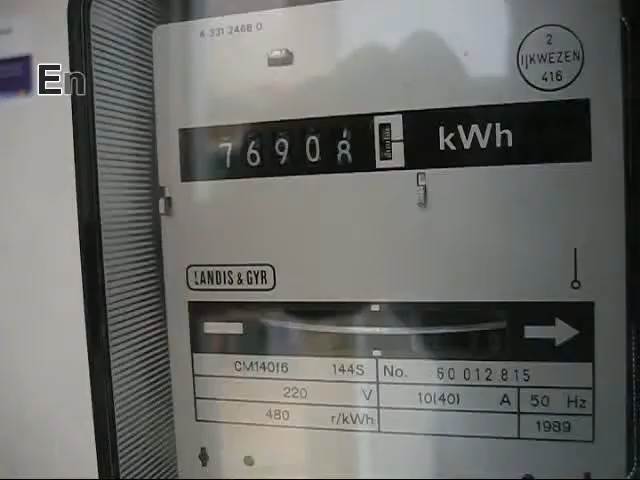 6 331 2468 0
2
IJKWEZEN
416
En
76908
kWh
LANDIS & GYR
CM140f6 144S No. 60 012 815
220 V 10(40) A 50 Hz
480 r/kWh 1989